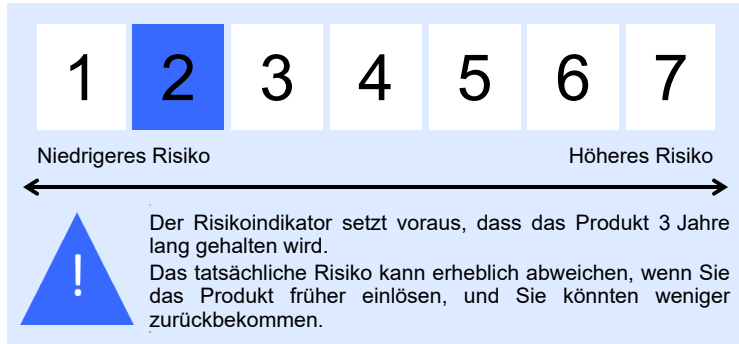 1 2 3 4 5 6 7
Niedrigeres Risiko Höheres Risiko
!
Der Risikoindikator setzt voraus, dass das Produkt 3 Jahre
lang gehalten wird.
Das tatsächliche Risiko kann erheblich abweichen, wenn Sie
das Produkt früher einlösen, und Sie könnten weniger
zurückbekommen.